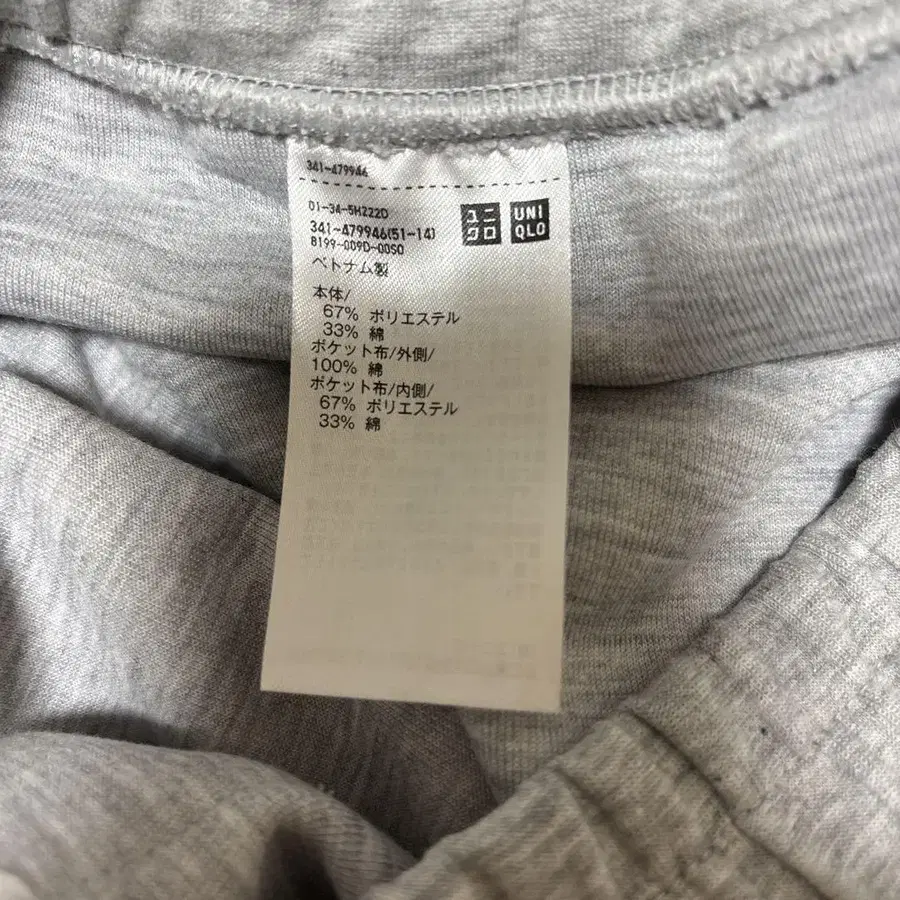 341-479946
01-34-5H222D
341-479946(51-14)
8199-009D-00S0
ユニ
クロ
UNI
QLO
ベトナム製
本体/
67% ポリエステル
33% 綿
ポケット布/外側/
100% 綿
ポケット布/内側/
67% ポリエステル
33% 綿